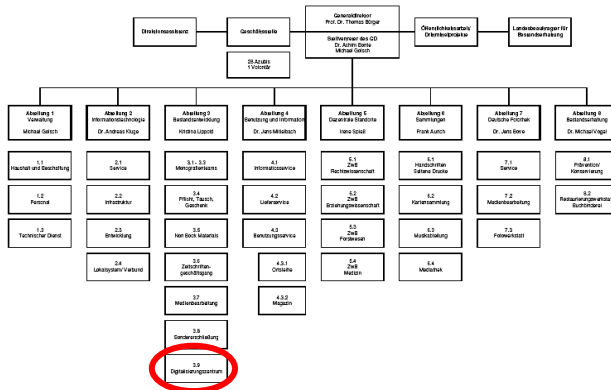 Generaldirektor
Prof. Dr. Thomas Bürger
Stellvertreter des GD
Dr. Achim Bonte
Michael Golsch
Direktionsassistenz
Geschäftsstelle
Öffentlichkeitsarbeit/
Drittmittelprojekte
Landesbeauftragter für
Bestandserhaltung
28 Azubis
1 Volontär
Abteilung 1
Verwaltung
Michael Golsch
Abteilung 2
Informationstechnologie
Dr. Andreas Kluge
Abteilung 3
Bestandsentwicklung
Kristina Lippold
Abteilung 4
Benutzung und Information
Dr. Jens Mittelbach
Abteilung 5
Dezentrale Standorte
Irene Spieß
Abteilung 6
Sammlungen
Frank Aurich
Abteilung 7
Deutsche Fotothek
Dr. Jens Bove
Abteilung 8
Bestandserhaltung
Dr. Michael Vogel
1.1
Haushalt und Beschaffung
1.2
Personal
1.3
Technischer Dienst
2.1
Service
2.2
Infrastruktur
2.3
Entwicklung
2.4
Lokalsystem/ Verbund
3.1 - 3.3
Monografienteams
3.4
Pflicht, Tausch,
Geschenk
3.5
Non Book Materials
3.6
Zeitschriften-
geschäftsgang
3.7
Medienbearbeitung
3.8
Sondererschließung
3.9
Digitalisierungszentrum
4.1
Informationsservice
4.2
Lieferservice
4.3
Benutzungsservice
4.3.1
Ortsleihe
4.3.2
Magazin
5.1
ZwB
Rechtswissenschaft
5.2
ZwB
Erziehungswissenschaft
5.3
ZwB
Forstwesen
5.4
ZwB
Medizin
6.1
Handschriften
Seltene Drucke
6.2
Kartensammlung
6.3
Musikabteilung
6.4
Mediathek
7.1
Service
7.2
Medienbearbeitung
7.3
Fotowerkstatt
8.1
Prävention/
Konservierung
8.2
Restaurierungswerkstatt
Buchbinderei